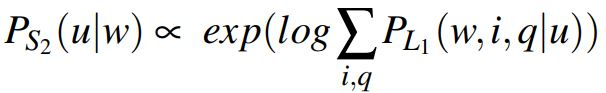 P_{S_2}(u|w) ∝ exp(log ∑_{i,q} P_{L_1}(w,i,q|u))